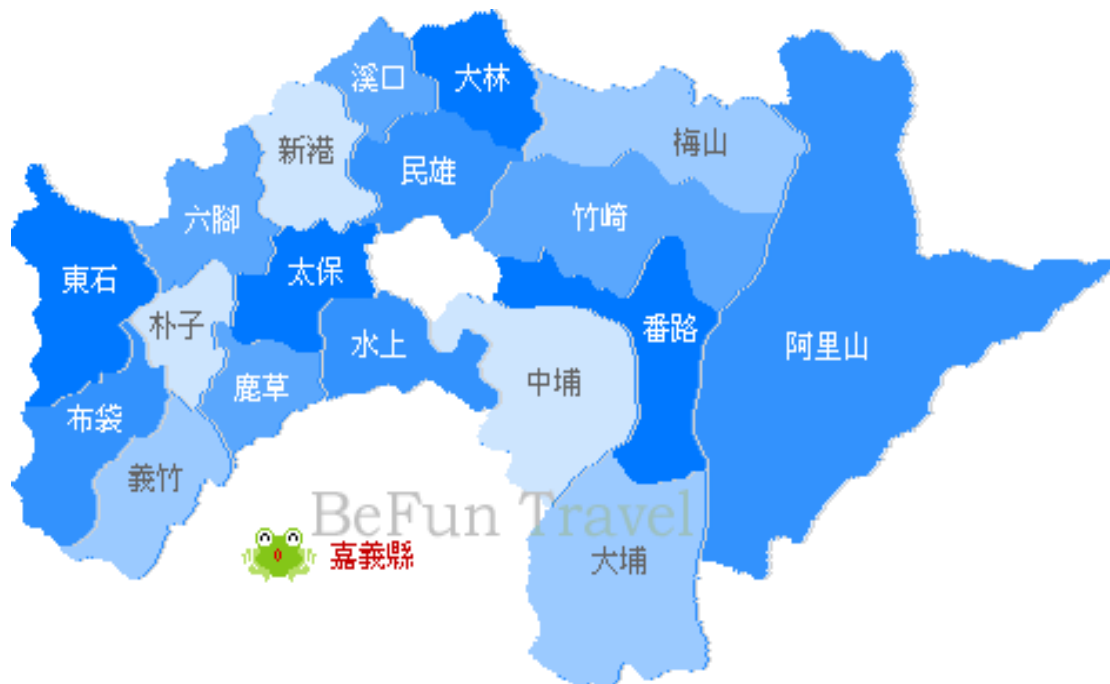 溪口
大林
新港
梅山
民雄
六腳
竹崎
東石
太保
朴子
番路
水上
阿里山
中埔
鹿草
布袋
義竹
BeFun Travel
嘉義縣
大埔